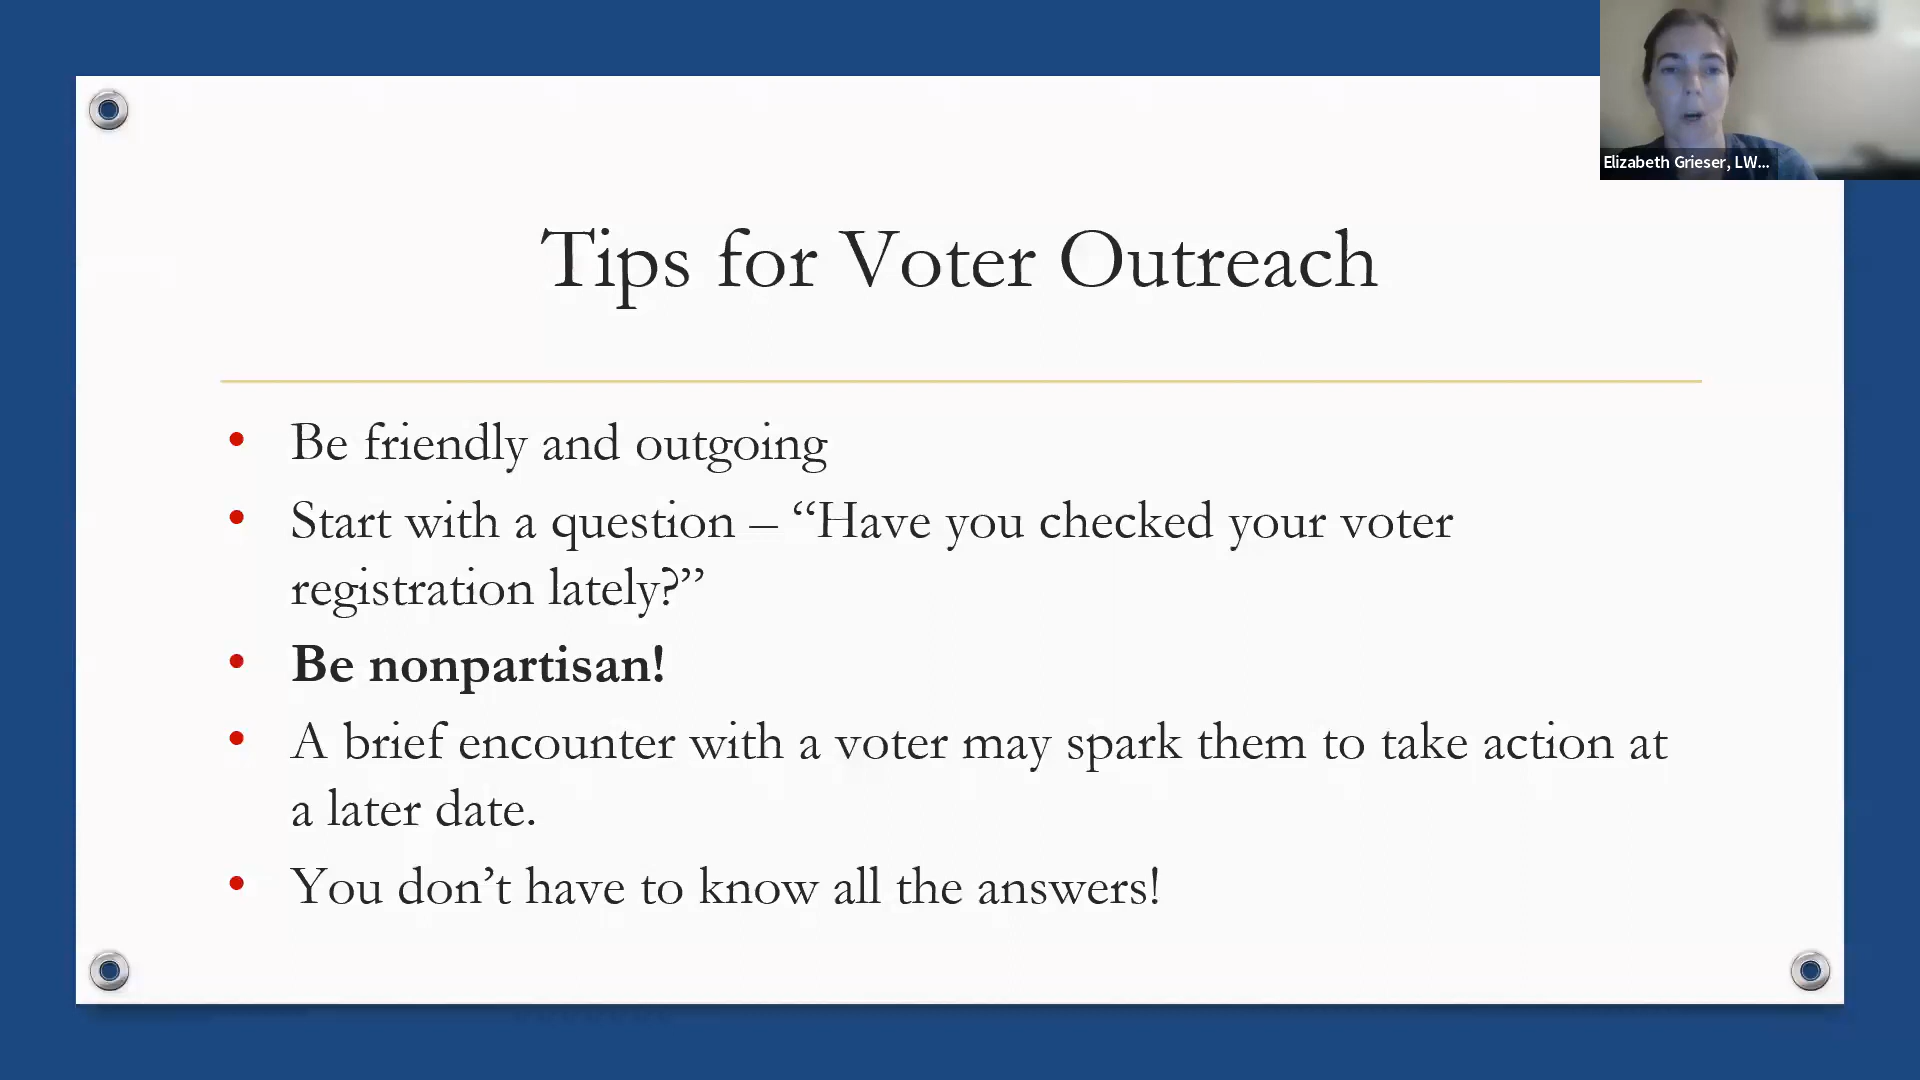 Elizabeth Grieser, LW...
Tips for Voter Outreach
• Be friendly and outgoing
• Start with a question – “Have you checked your voter
registration lately?”
• Be nonpartisan!
• A brief encounter with a voter may spark them to take action at
a later date.
• You don’t have to know all the answers!